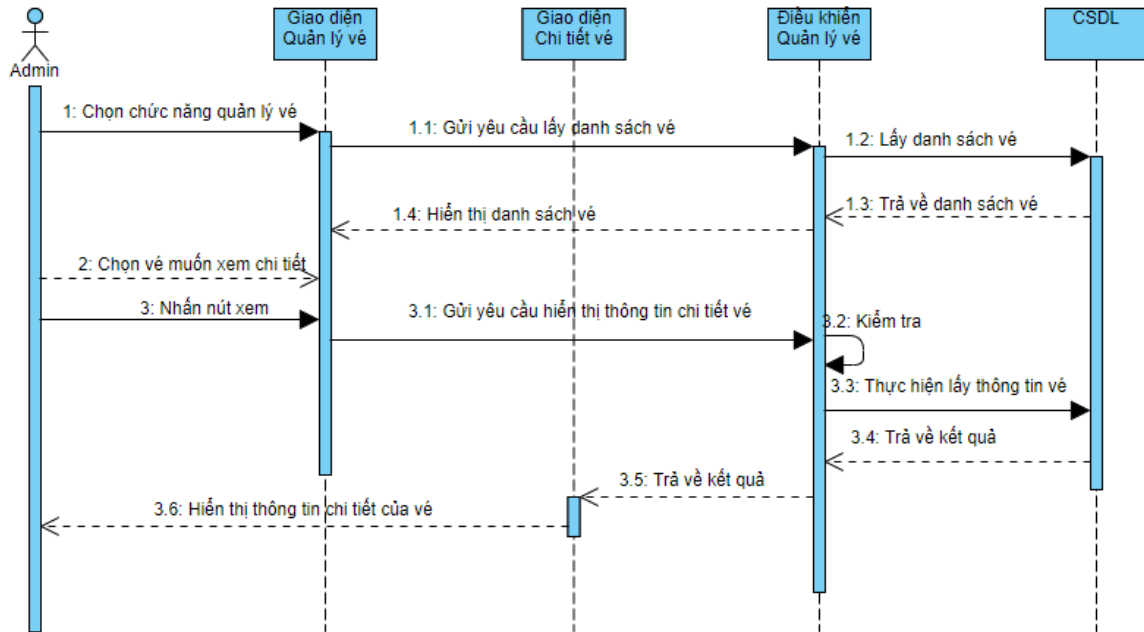 Giao diện
Quản lý vé
Giao diện
Chi tiết vé
Điều khiển
Quản lý vé
CSDL
Admin
1: Chọn chức năng quản lý vé
1.1: Gửi yêu cầu lấy danh sách vé
1.2: Lấy danh sách vé
1.3: Trả về danh sách vé
1.4: Hiển thị danh sách vé
2: Chọn vé muốn xem chi tiết
3: Nhấn nút xem
3.1: Gửi yêu cầu hiển thị thông tin chi tiết vé
3.2: Kiểm tra
3.3: Thực hiện lấy thông tin vé
3.4: Trả về kết quả
3.5: Trả về kết quả
3.6: Hiển thị thông tin chi tiết của vé